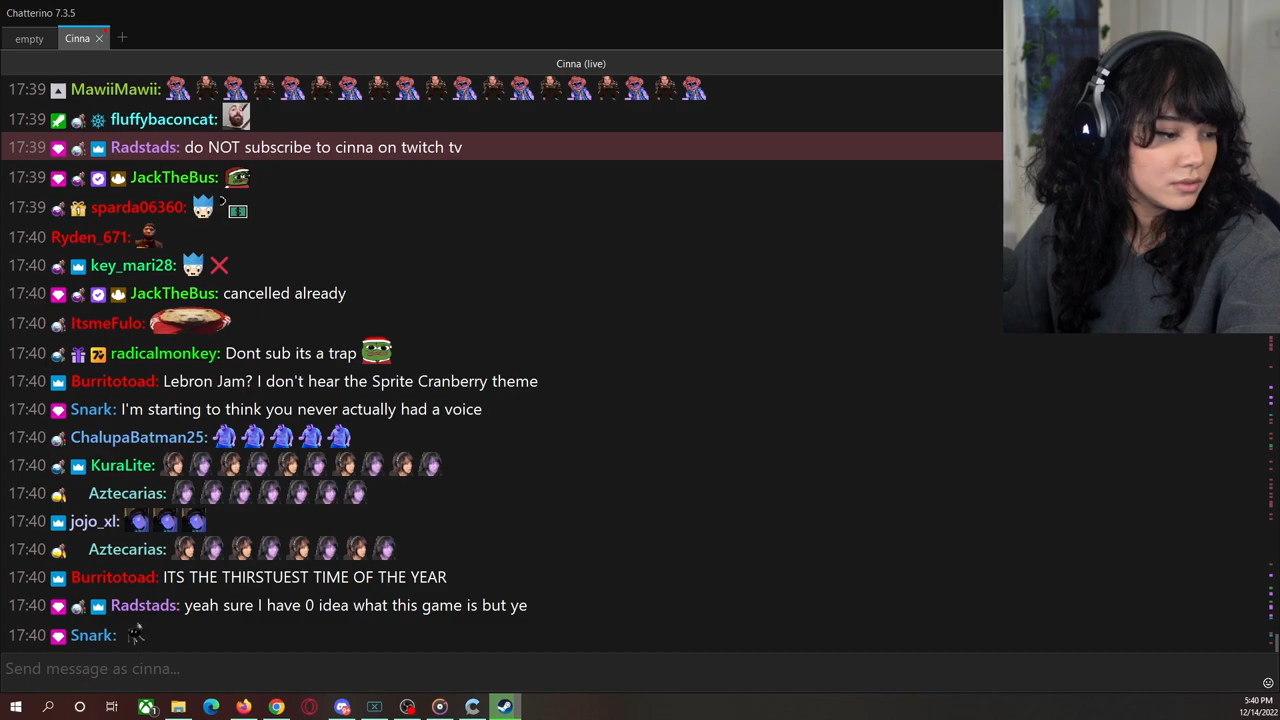 Chatterino 7.3.5
empty
Cinna
Cinna (live)
17:39 MawiiMawii:
17:39 fluffybaconcat:
17:39 Radstads: do NOT subscribe to cinna on twitch tv
17:39 JackTheBus:
17:39 sparda06360:
17:40 Ryden_671:
17:40 key_mari28:
17:40 JackTheBus: cancelled already
17:40 ItsmeFulo:
17:40 radicalmonkey: Dont sub its a trap
17:40 Burritotoad: Lebron Jam? I don't hear the Sprite Cranberry theme
17:40 Snark: I'm starting to think you never actually had a voice
17:40 ChalupaBatman25:
17:40 KuraLite:
17:40 Aztecarias:
17:40 jojo_xl:
17:40 Aztecarias:
17:40 Burritotoad: ITS THE THIRSTUEST TIME OF THE YEAR
17:40 Radstads: yeah sure I have 0 idea what this game is but ye
17:40 Snark:
Send message as cinna...
5:40 PM
12/14/2022